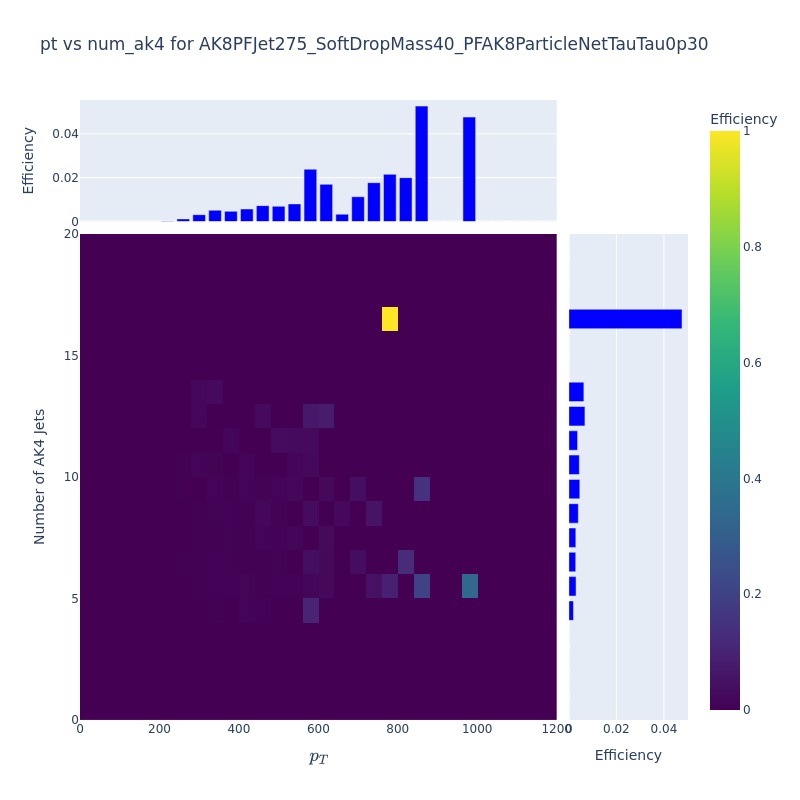 pt vs num_ak4 for AK8PFJet275_SoftDropMass40_PFAK8ParticleNetTauTau0p30
Efficiency
0.04
0.02
0
Efficiency
1
0.8
0.6
0.4
0.2
0
Number of AK4 Jets
20
15
10
5
0
0 200 400 600 800 1000 1200
p_T
0 0.02 0.04
Efficiency